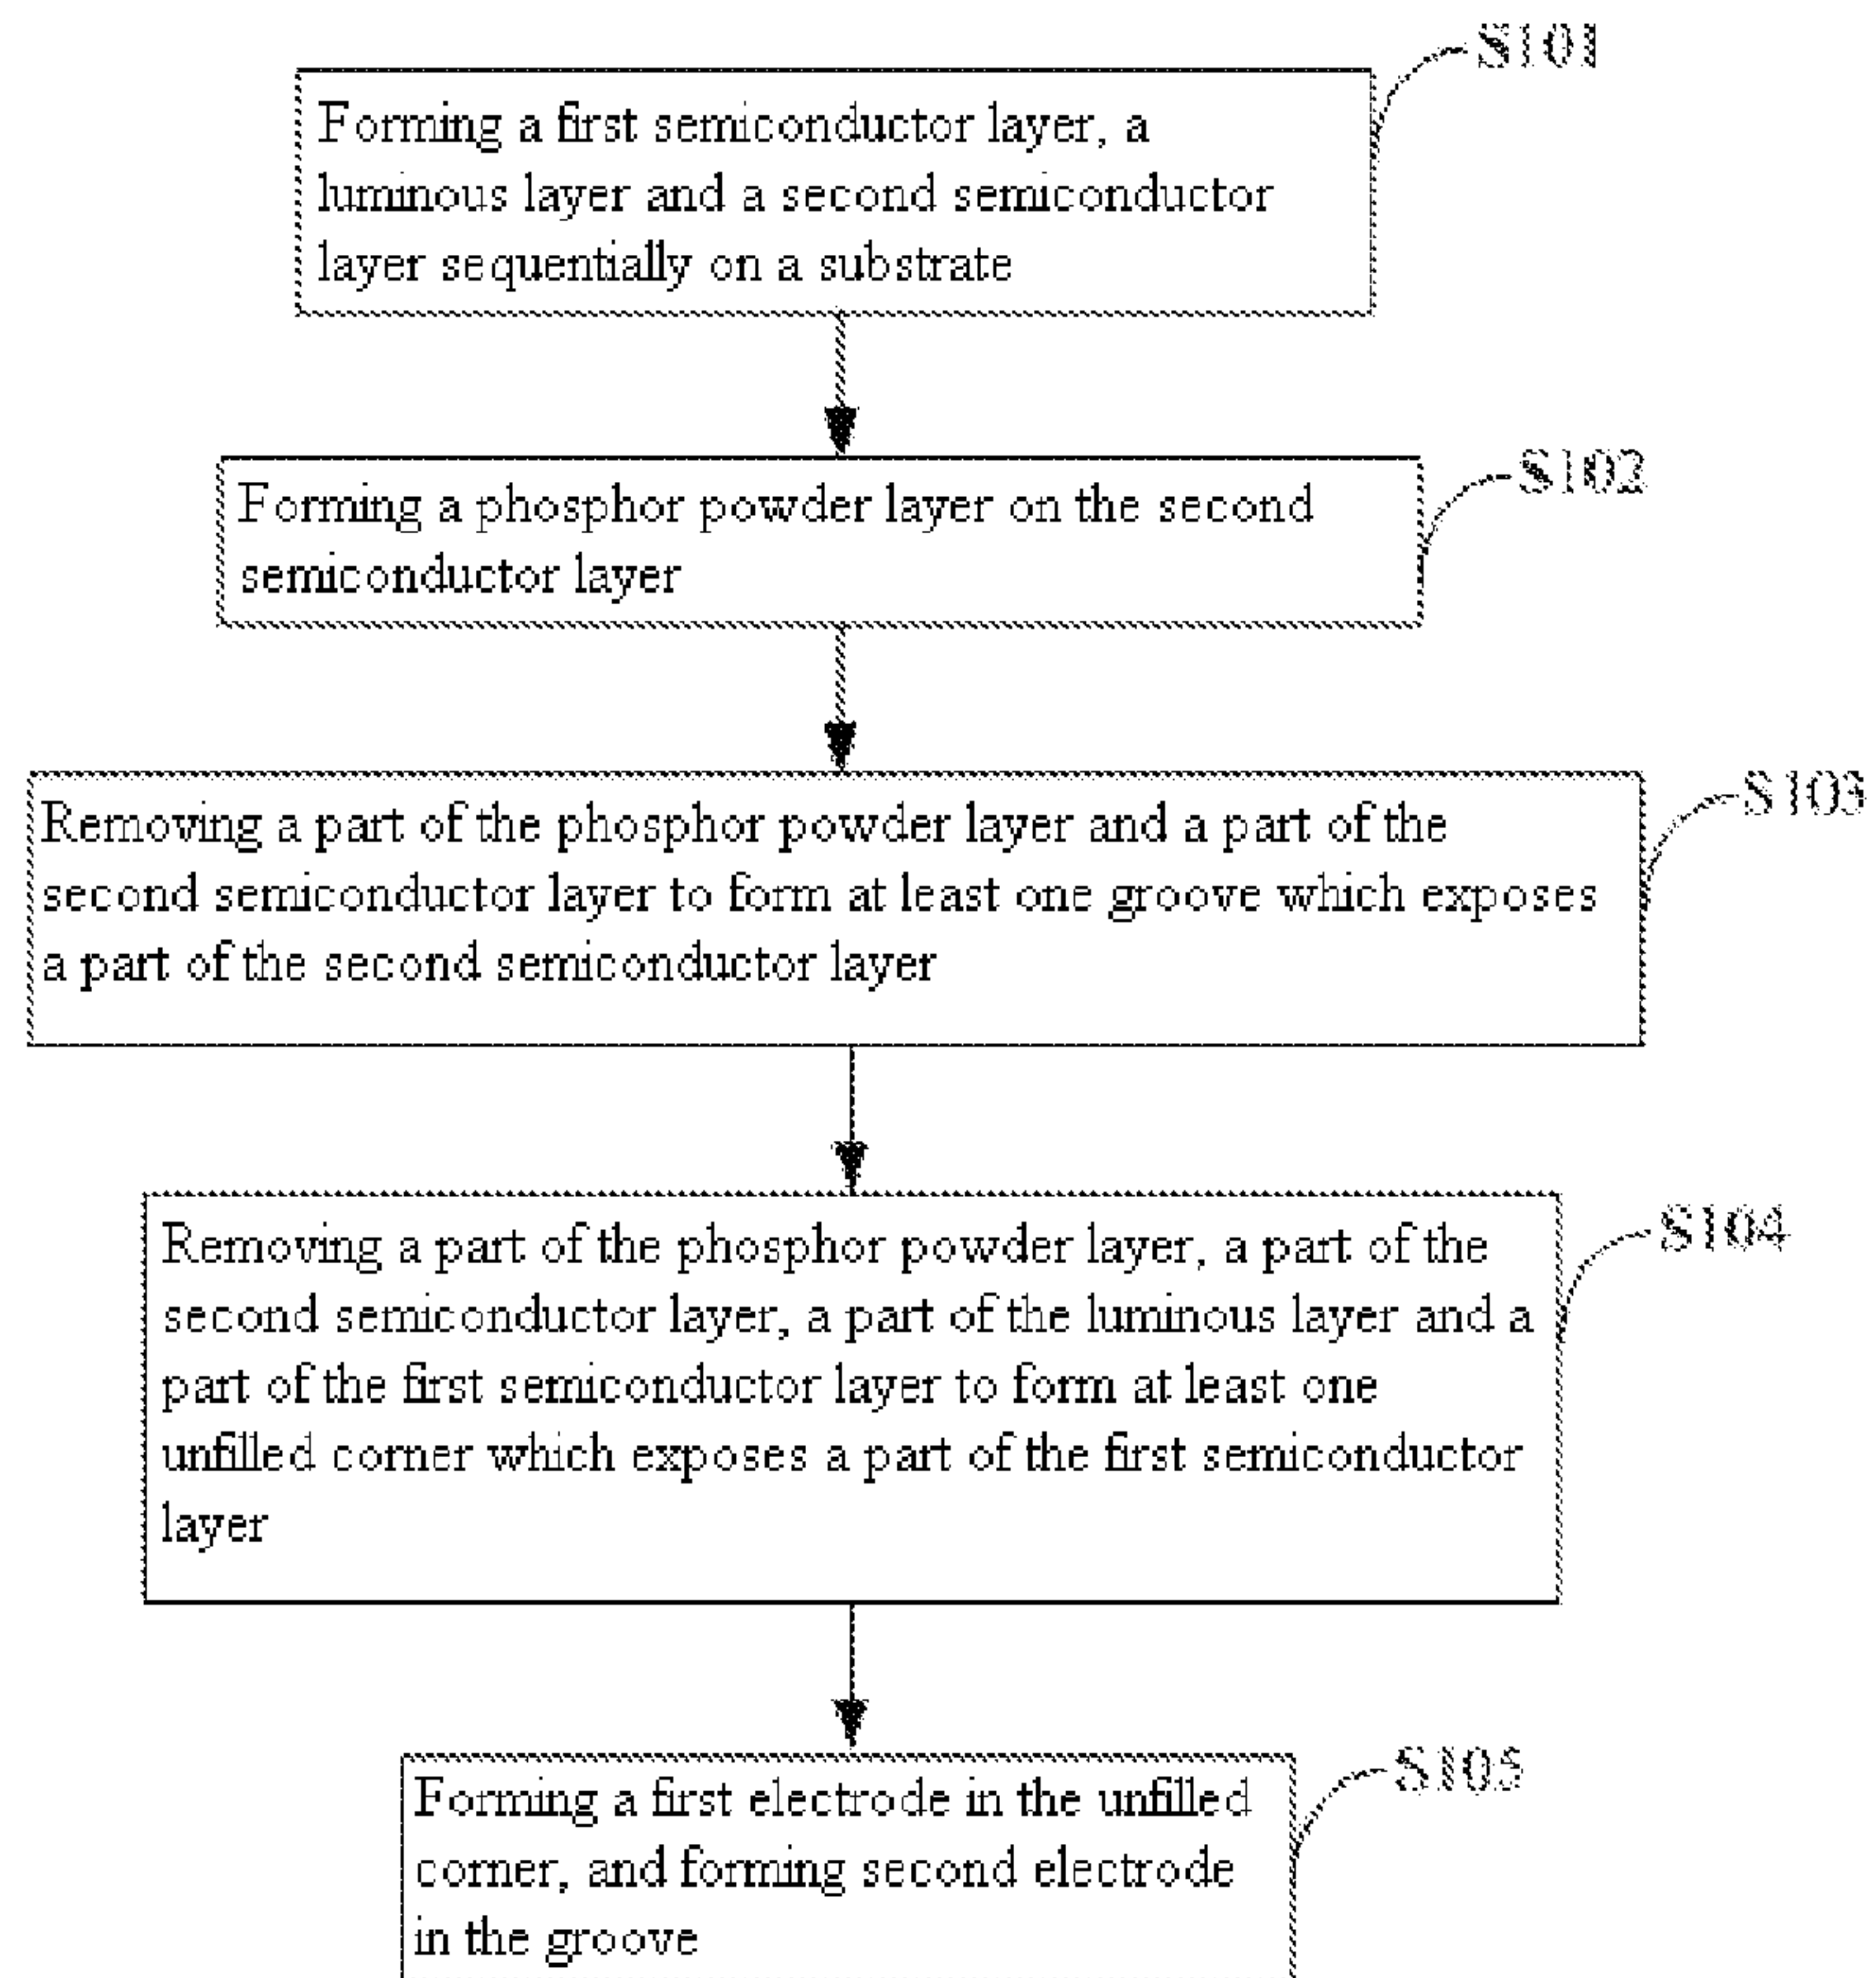 S101
Forming a first semiconductor layer, a
luminous layer and a second semiconductor
layer sequentially on a substrate
S102
Forming a phosphor powder layer on the second
semiconductor layer
S103
Removing a part of the phosphor powder layer and a part of the
second semiconductor layer to form at least one groove which exposes
a part of the second semiconductor layer
S104
Removing a part of the phosphor powder layer, a part of the
second semiconductor layer, a part of the luminous layer and a
part of the first semiconductor layer to form at least one
unfilled corner which exposes a part of the first semiconductor
layer
S105
Forming a first electrode in the unfilled
corner, and forming second electrode
in the groove